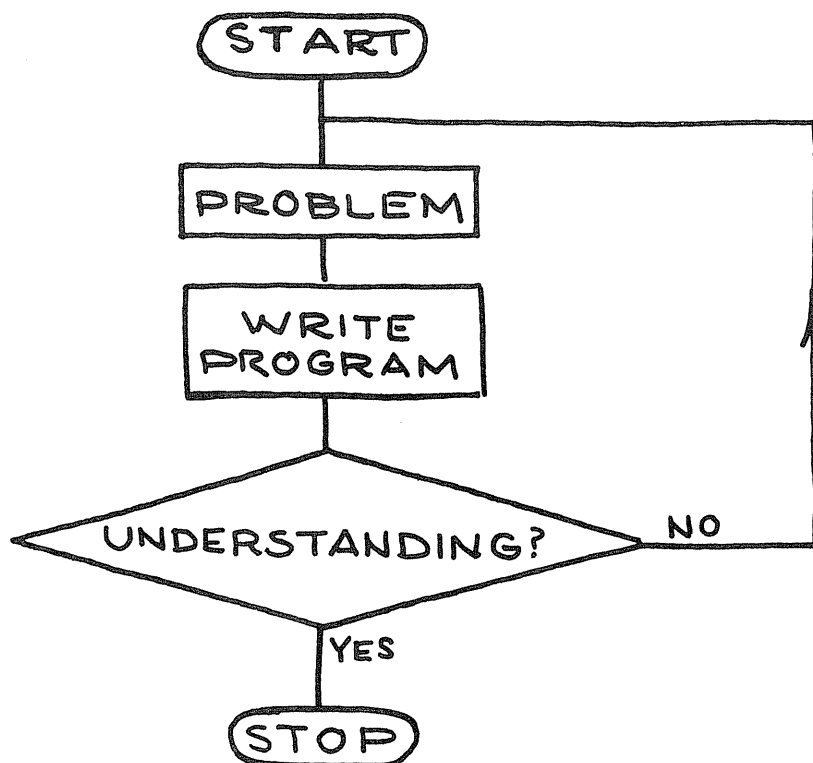 START
PROBLEM
WRITE
PROGRAM
UNDERSTANDING?
NO
YES
STOP